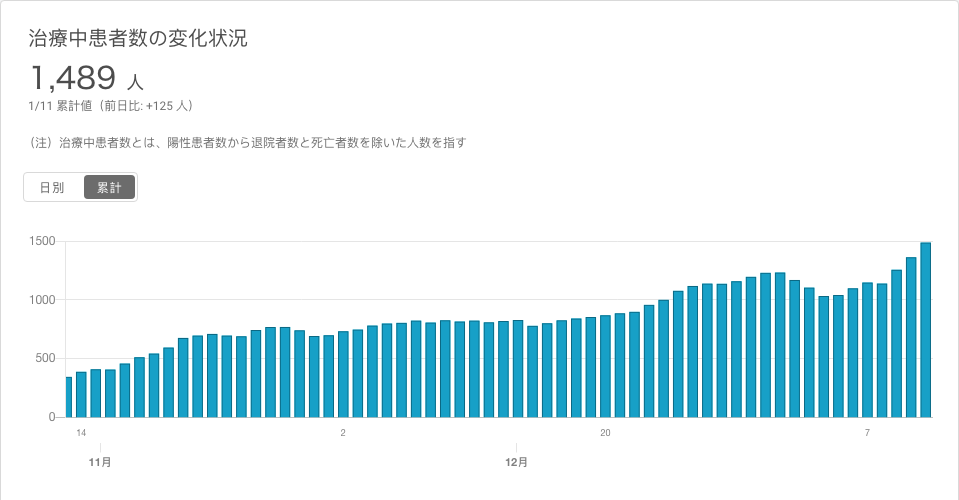 治療中患者数の変化状況
1,489 人
1/11 累計値（前日比: +125 人）
（注）治療中患者数とは、陽性患者数から退院者数と死亡者数を除いた人数を指す
日別 累計
1500
1000
500
0
14 2 20 7
11月 12月